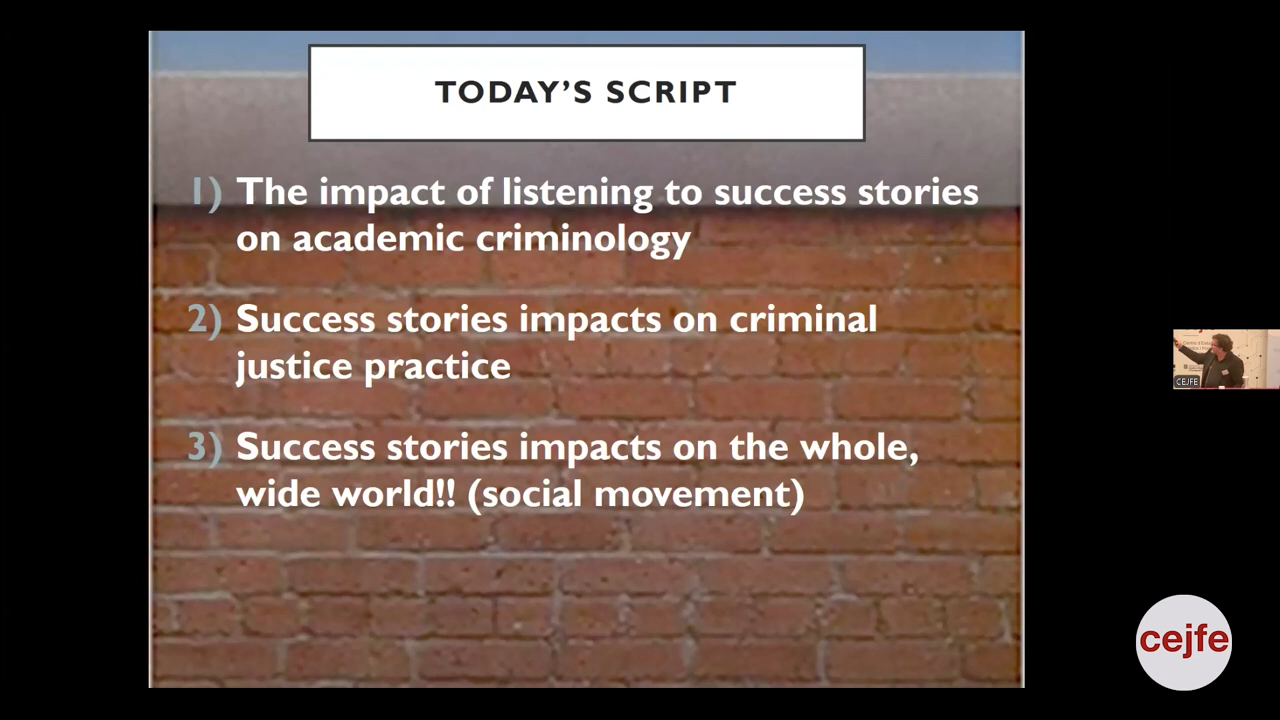 TODAY'S SCRIPT
1) The impact of listening to success stories
on academic criminology
2) Success stories impacts on criminal
justice practice
3) Success stories impacts on the whole,
wide world!! (social movement)
CEJFE
cejfe